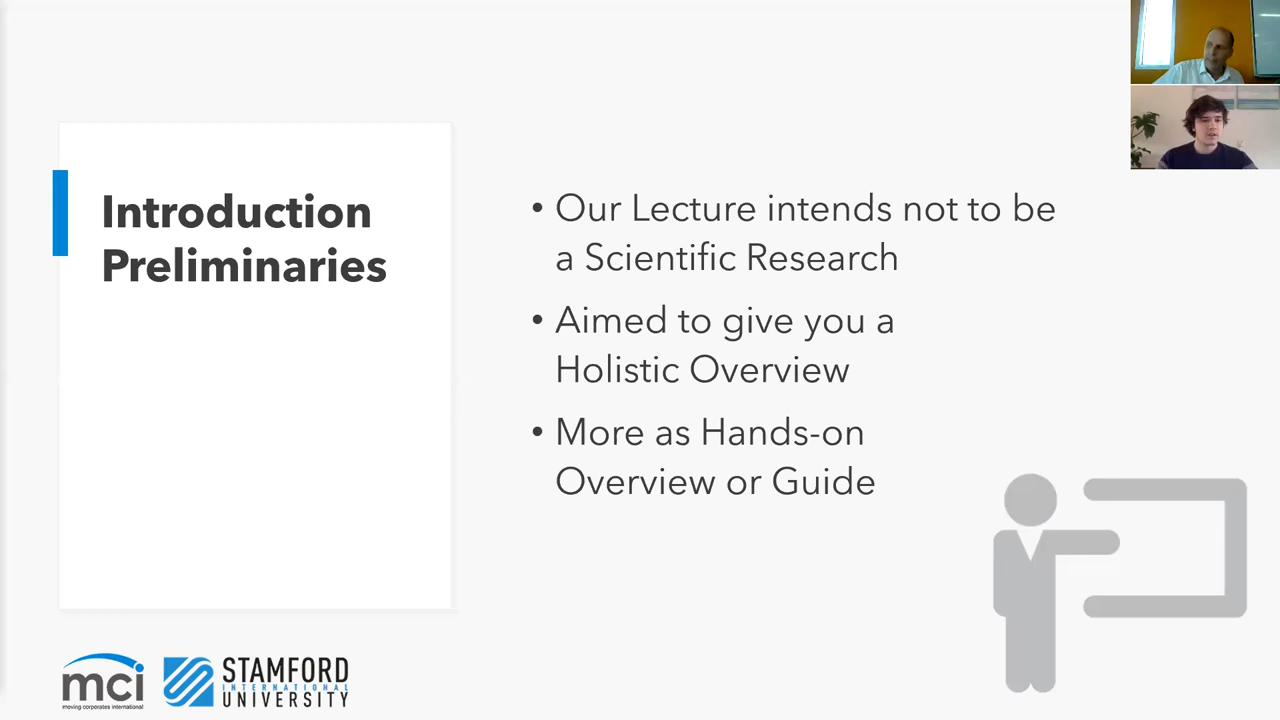 Introduction
Preliminaries
• Our Lecture intends not to be
a Scientific Research
• Aimed to give you a
Holistic Overview
• More as Hands-on
Overview or Guide
mci
moving corporates international
STAMFORD
INTERNATIONAL
UNIVERSITY